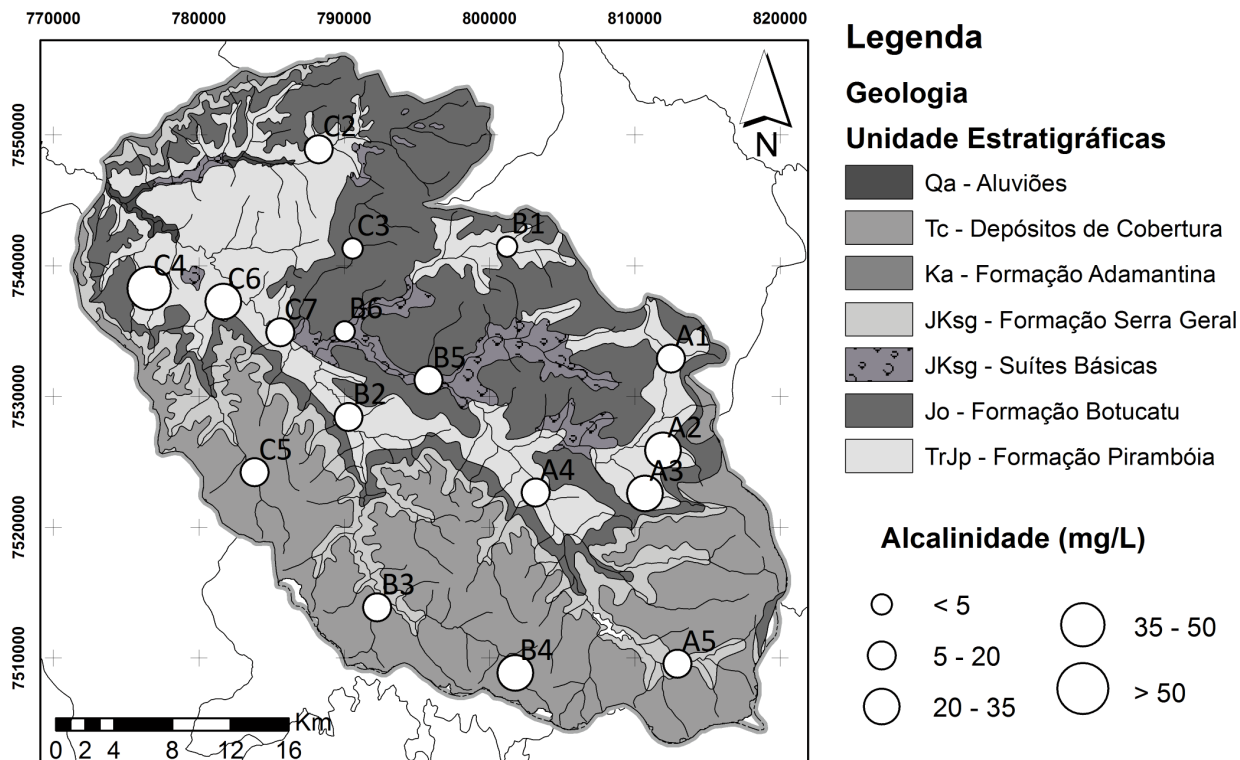 770000 780000 790000 800000 810000 820000
7550000
7540000
7530000
7520000
7510000
N
C2
C3
B1
C4
C6
C7
B6
A1
B5
B2
A2
C5
A4
A3
B3
B4
A5
Km
0 2 4 8 12 16
Legenda
Geologia
Unidade Estratigráficas
Qa - Aluviões
Tc - Depósitos de Cobertura
Ka - Formação Adamantina
JKsg - Formação Serra Geral
JKsg - Suítes Básicas
Jo - Formação Botucatu
TrJp - Formação Pirambóia
Alcalinidade (mg/L)
< 5
5 - 20
20 - 35
35 - 50
> 50